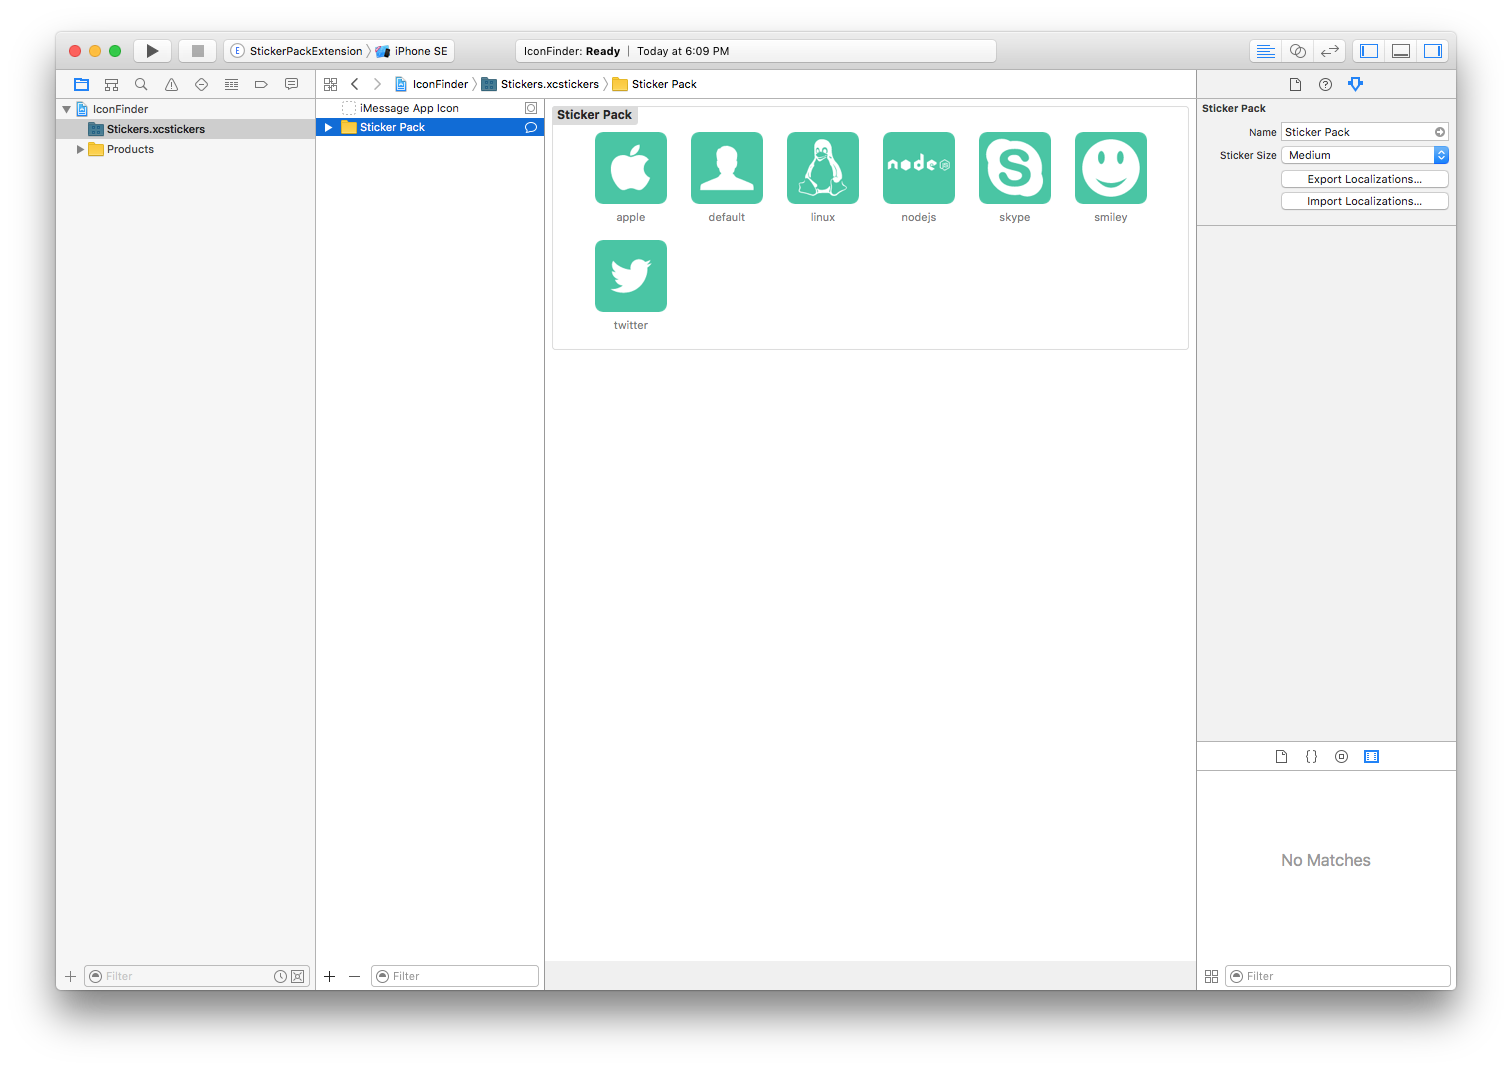 StickerPackExtension iPhone SE
IconFinder: Ready | Today at 6:09 PM
IconFinder Stickers.xcstickers Sticker Pack
IconFinder
Stickers.xcstickers
Products
Filter
iMessage App Icon
Sticker Pack
Filter
Sticker Pack
node JS
apple default linux nodejs skype smiley
twitter
Sticker Pack
Name Sticker Pack
Sticker Size Medium
Export Localizations...
Import Localizations...
{ }
No Matches
Filter